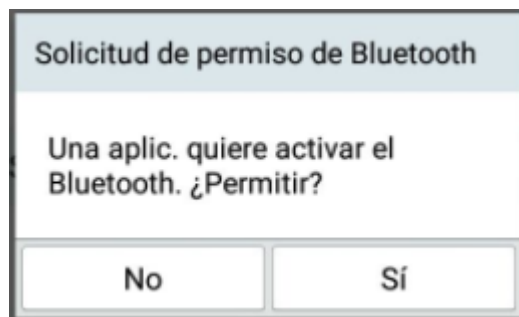 Solicitud de permiso de Bluetooth
Una aplic. quiere activar el
Bluetooth. ¿Permitir?
No
Sí